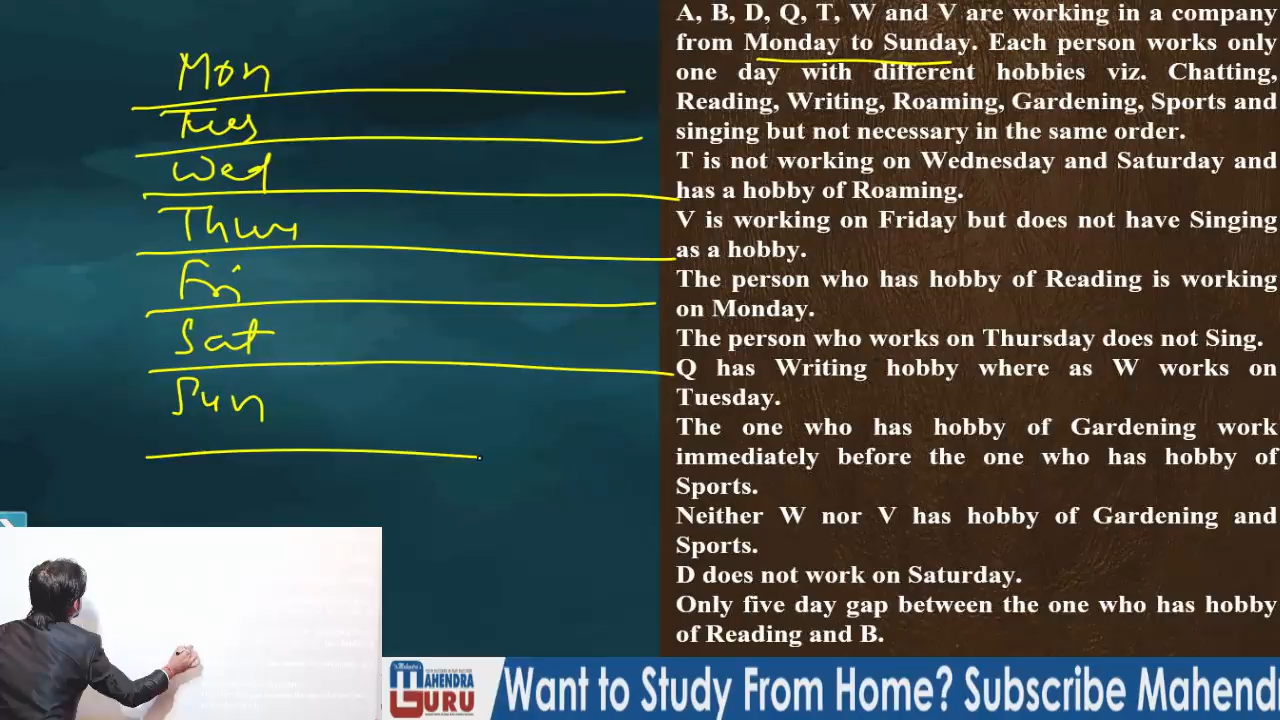 Mon
Tues
Wed
Thurs
Fri
Sat
Sun
A, B, D, Q, T, W and V are working in a company
from Monday to Sunday. Each person works only
one day with different hobbies viz. Chatting,
Reading, Writing, Roaming, Gardening, Sports and
singing but not necessary in the same order.
T is not working on Wednesday and Saturday and
has a hobby of Roaming.
V is working on Friday but does not have Singing
as a hobby.
The person who has hobby of Reading is working
on Monday.
The person who works on Thursday does not Sing.
Q has Writing hobby where as W works on
Tuesday.
The one who has hobby of Gardening work
immediately before the one who has hobby of
Sports.
Neither W nor V has hobby of Gardening and
Sports.
D does not work on Saturday.
Only five day gap between the one who has hobby
of Reading and B.
MAHENDRA
GURU
Want to Study From Home? Subscribe Mahendr